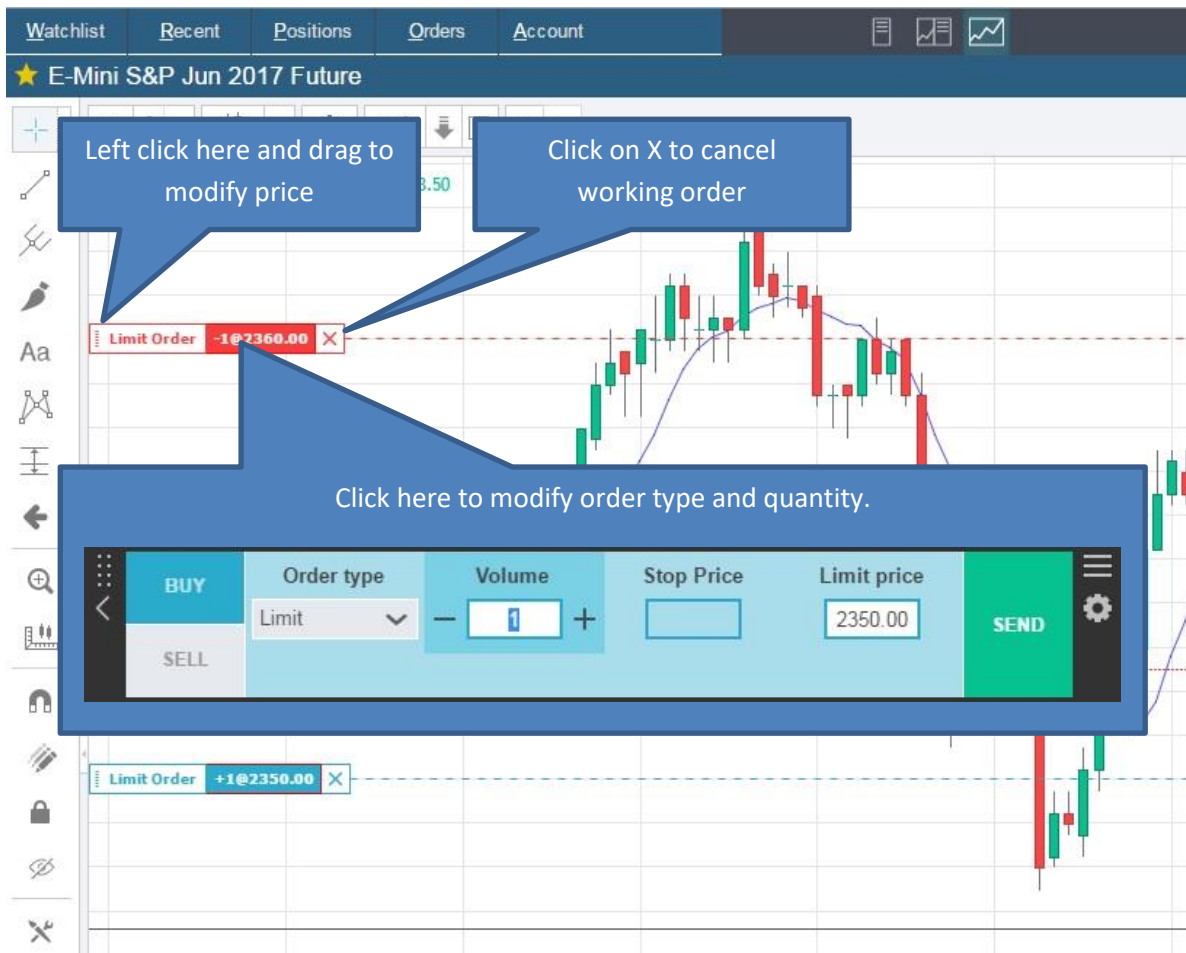 Watchlist Recent Positions Orders Account
E-Mini S&P Jun 2017 Future
Left click here and drag to
modify price
Click on X to cancel
working order
3.50
Limit Order -1@2360.00 X
Aa
Click here to modify order type and quantity.
BUY Order type Volume Stop Price Limit price
Limit − 1 + 2350.00 SEND
SELL
Limit Order +1@2350.00 X